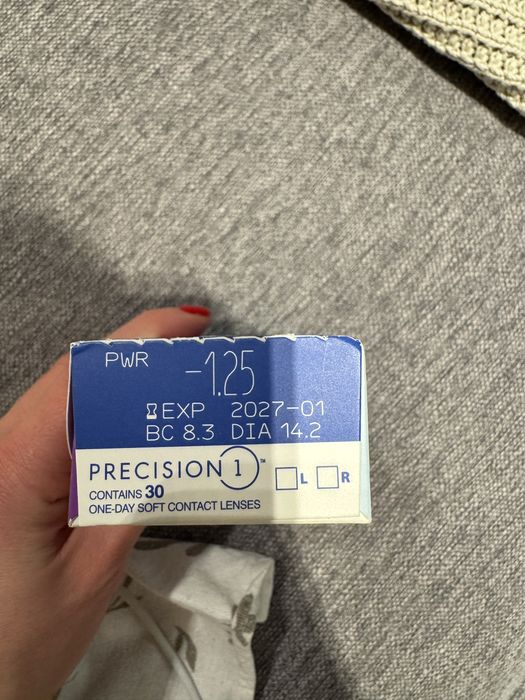 PWR -1.25
EXP 2027-01
BC 8.3 DIA 14.2
PRECISION 1™ L R
CONTAINS 30
ONE-DAY SOFT CONTACT LENSES